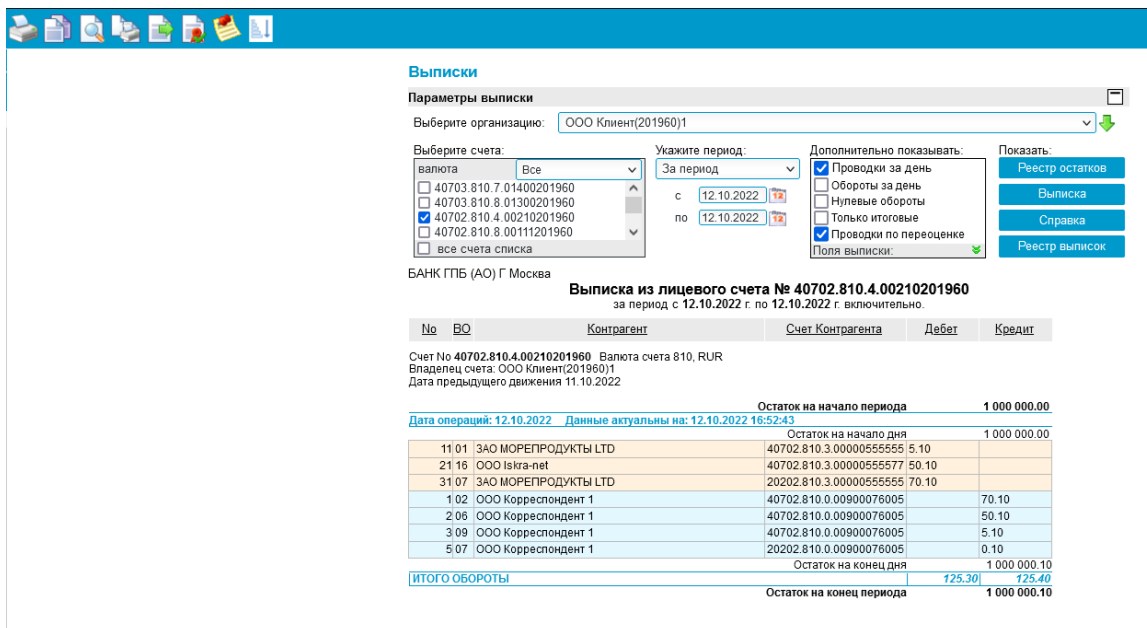 Выписки
Параметры выписки
Выберите организацию: ООО Клиент(201960)1
Выберите счета: Укажите период: Дополнительно показывать: Показать:
валюта Все За период Проводки за день Реестр остатков
40703.810.7.01400201960 Обороты за день
40703.810.8.01300201960 с 12.10.2022 12 Нулевые обороты Выписка
40702.810.4.00210201960 по 12.10.2022 12 Только итоговые Справка
40702.810.8.00111201960 Проводки по переоценке
все счета списка Поля выписки: Реестр выписок
БАНК ГПБ (АО) Г Москва
Выписка из лицевого счета № 40702.810.4.00210201960
за период с 12.10.2022 г. по 12.10.2022 г. включительно.
No ВО Контрагент Счет Контрагента Дебет Кредит
Счет No 40702.810.4.00210201960 Валюта счета 810, RUR
Владелец счета: ООО Клиент(201960)1
Дата предыдущего движения 11.10.2022
Остаток на начало периода 1 000 000.00
Дата операций: 12.10.2022 Данные актуальны на: 12.10.2022 16:52:43
Остаток на начало дня 1 000 000.00
11 01 ЗАО МОРЕПРОДУКТЫ LTD 40702.810.3.00000555555 5.10
21 16 ООО Iskra-net 40702.810.3.00000555577 50.10
31 07 ЗАО МОРЕПРОДУКТЫ LTD 20202.810.3.00000555555 70.10
1 02 ООО Корреспондент 1 40702.810.0.00900076005 70.10
2 06 ООО Корреспондент 1 40702.810.0.00900076005 50.10
3 09 ООО Корреспондент 1 40702.810.0.00900076005 5.10
5 07 ООО Корреспондент 1 20202.810.0.00900076005 0.10
Остаток на конец дня 1 000 000.10
ИТОГО ОБОРОТЫ 125.30 125.40
Остаток на конец периода 1 000 000.10